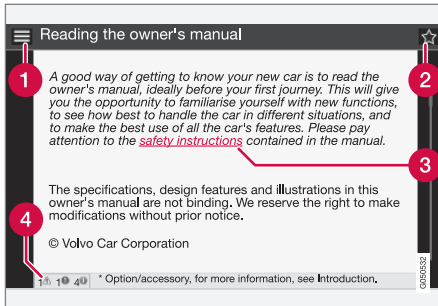 Reading the owner's manual
1
2
A good way of getting to know your new car is to read the
owner's manual, ideally before your first journey. This will give
you the opportunity to familiarise yourself with new functions,
to see how best to handle the car in different situations, and
to make the best use of all the car's features. Please pay
attention to the safety instructions contained in the manual.
3
The specifications, design features and illustrations in this
owner's manual are not binding. We reserve the right to make
modifications without prior notice.
4
© Volvo Car Corporation
1 1 4 * Option/accessory, for more information, see Introduction.
G050532